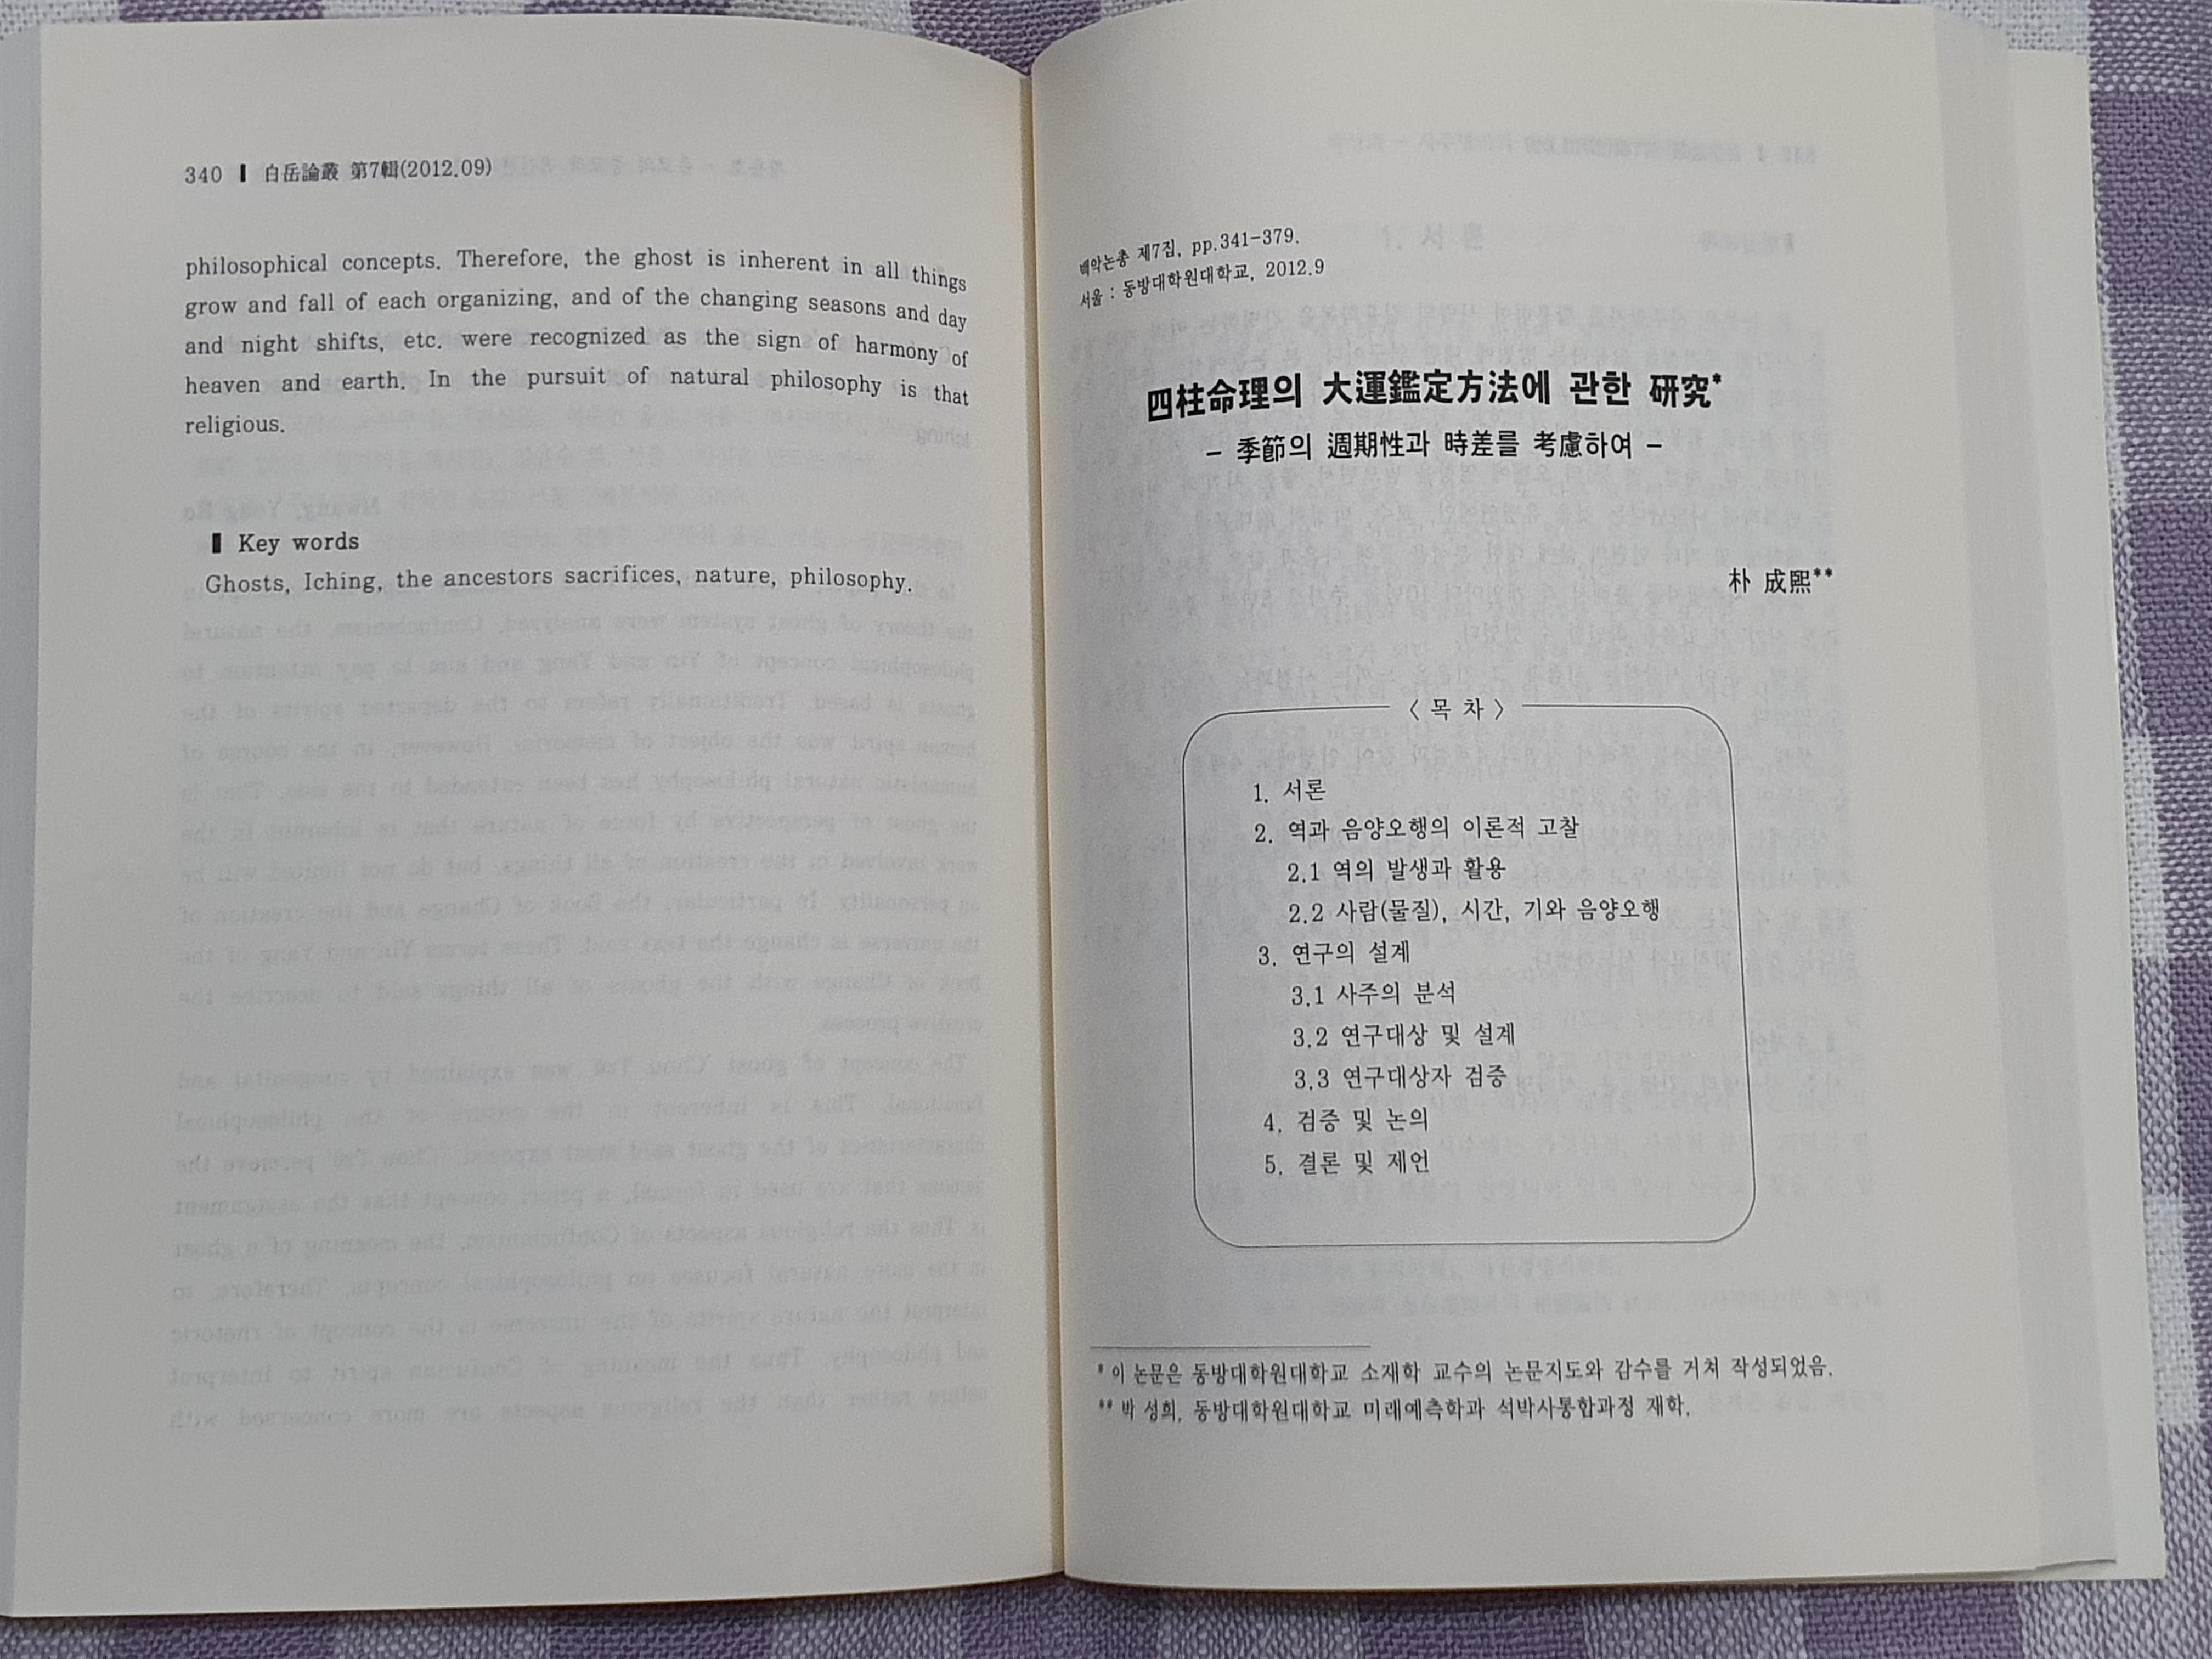 340 ▌ 白岳論叢 第7輯(2012.09)
philosophical concepts. Therefore, the ghost is inherent in all things
grow and fall of each organizing, and of the changing seasons and day
and night shifts, etc. were recognized as the sign of harmony of
heaven and earth. In the pursuit of natural philosophy is that
religious.
▌ Key words
Ghosts, Iching, the ancestors sacrifices, nature, philosophy.
백악논총 제7집, pp.341-379.
서울 : 동방대학원대학교, 2012.9
四柱命理의 大運鑑定方法에 관한 硏究*
- 季節의 週期性과 時差를 考慮하여 -
朴 成熙**
〈 목 차 〉
1. 서론
2. 역과 음양오행의 이론적 고찰
2.1 역의 발생과 활용
2.2 사람(물질), 시간, 기와 음양오행
3. 연구의 설계
3.1 사주의 분석
3.2 연구대상 및 설계
3.3 연구대상자 검증
4. 검증 및 논의
5. 결론 및 제언
* 이 논문은 동방대학원대학교 소재학 교수의 논문지도와 감수를 거쳐 작성되었음.
** 박 성희, 동방대학원대학교 미래예측학과 석박사통합과정 재학.